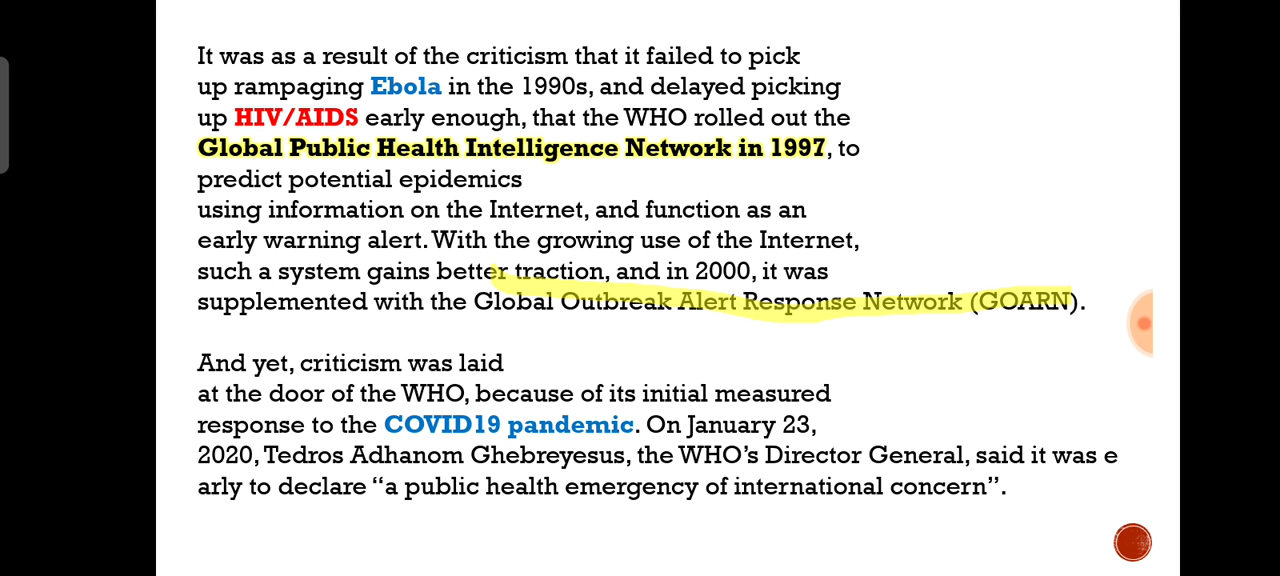 It was as a result of the criticism that it failed to pick
up rampaging Ebola in the 1990s, and delayed picking
up HIV/AIDS early enough, that the WHO rolled out the
Global Public Health Intelligence Network in 1997, to
predict potential epidemics
using information on the Internet, and function as an
early warning alert. With the growing use of the Internet,
such a system gains better traction, and in 2000, it was
supplemented with the Global Outbreak Alert Response Network (GOARN).
And yet, criticism was laid
at the door of the WHO, because of its initial measured
response to the COVID19 pandemic. On January 23,
2020, Tedros Adhanom Ghebreyesus, the WHO’s Director General, said it was e
arly to declare “a public health emergency of international concern”.